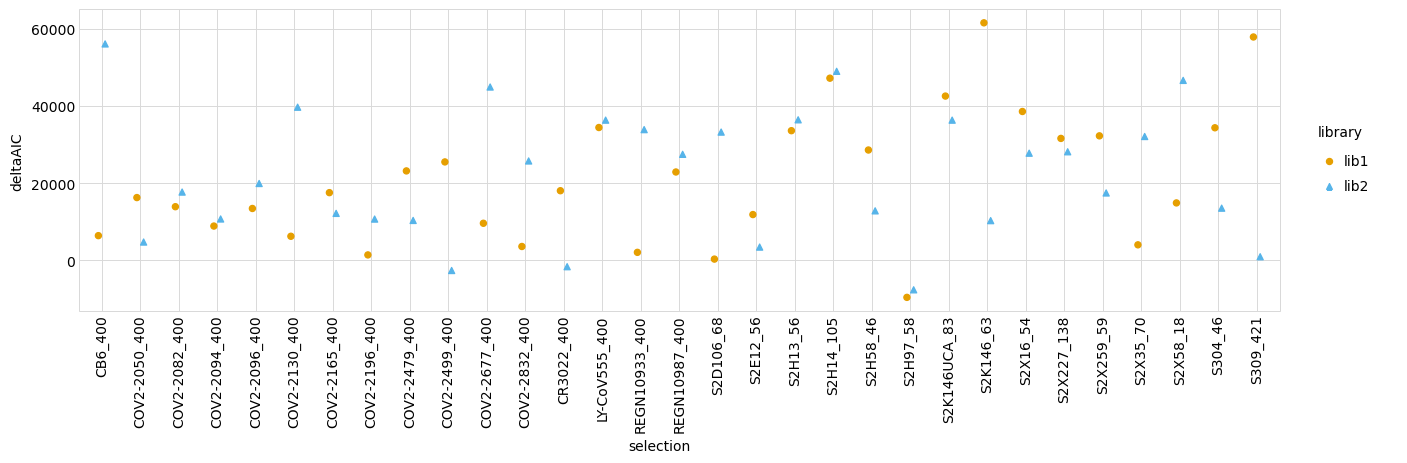 60000
40000
20000
0
deltaAIC
CB6_400
COV2-2050_400
COV2-2082_400
COV2-2094_400
COV2-2096_400
COV2-2130_400
COV2-2165_400
COV2-2196_400
COV2-2479_400
COV2-2499_400
COV2-2677_400
COV2-2832_400
CR3022_400
LY-CoV555_400
REGN10933_400
REGN10987_400
S2D106_68
S2E12_56
S2H13_56
S2H14_105
S2H58_46
S2H97_58
S2K146UCA_83
S2K146_63
S2X16_54
S2X227_138
S2X259_59
S2X35_70
S2X58_18
S304_46
S309_421
selection
library
lib1
lib2